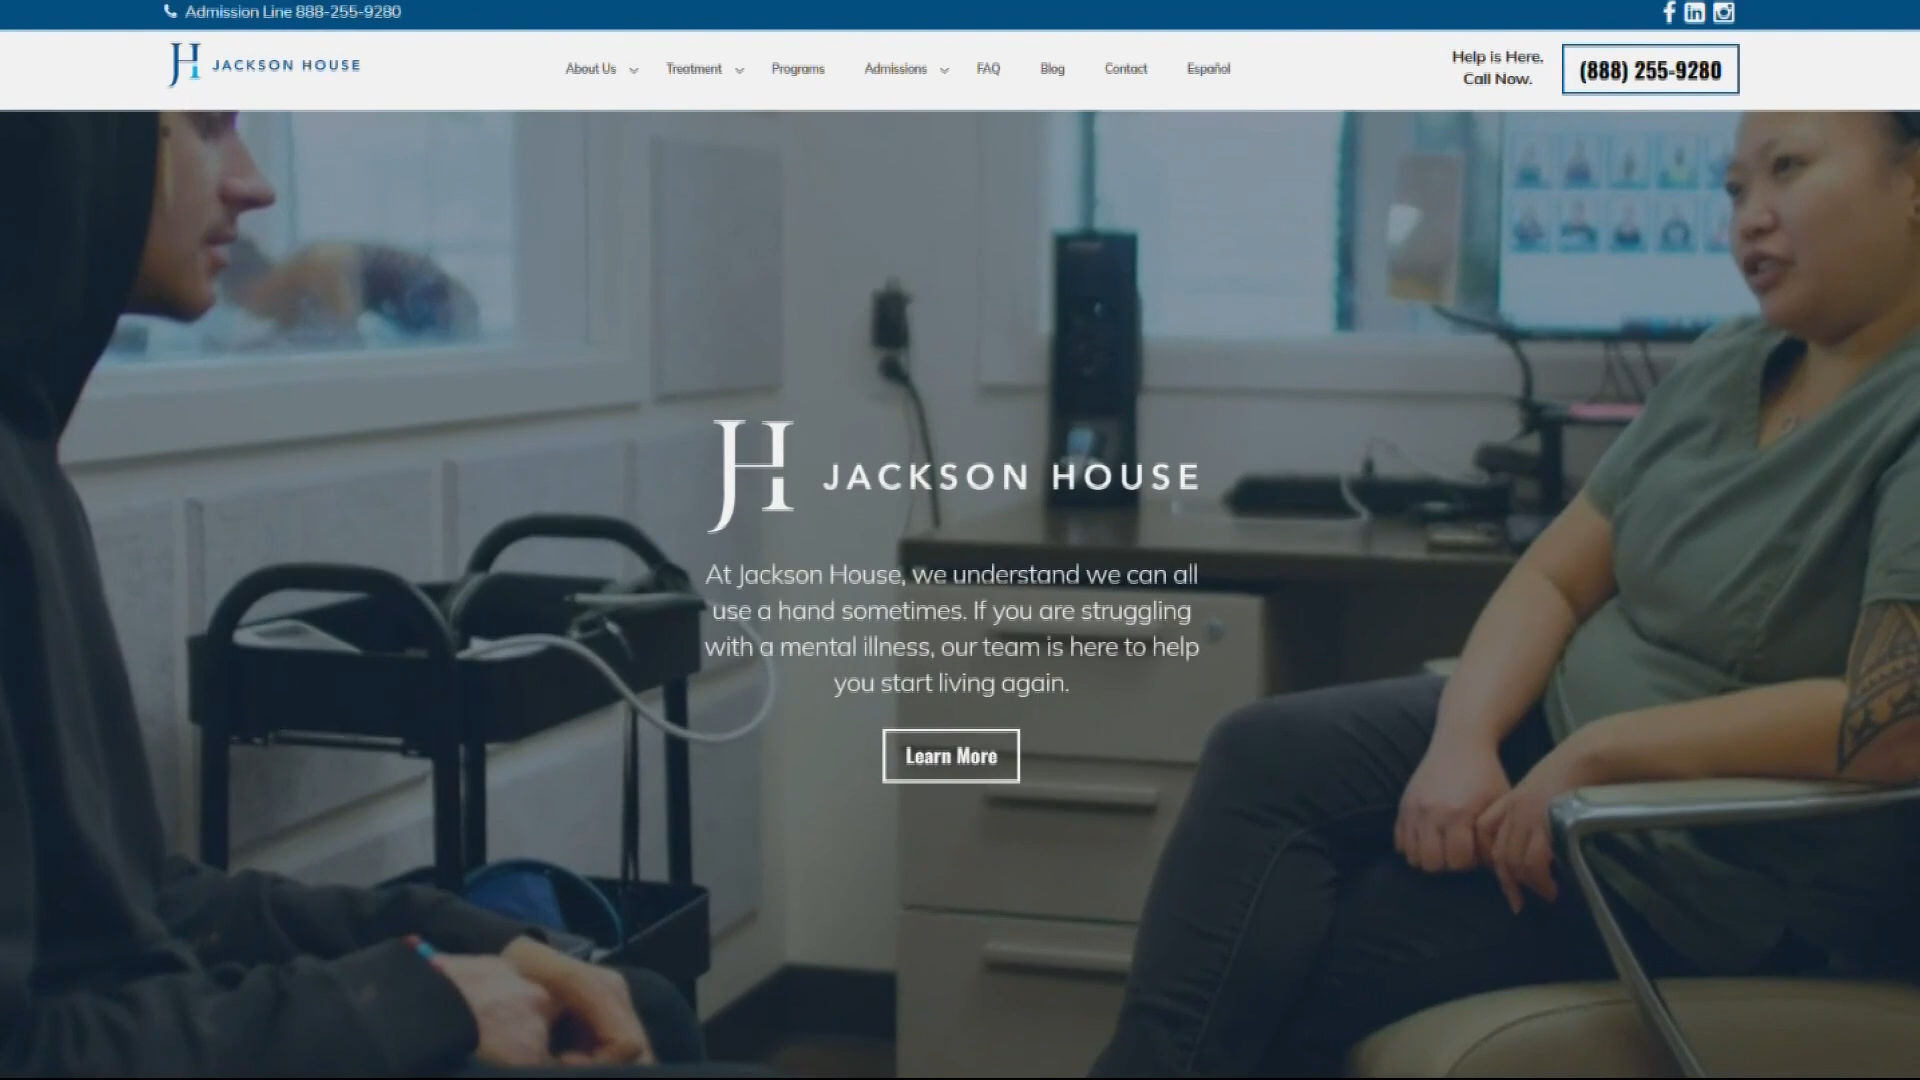 Admission Line 888-255-9280
JACKSON HOUSE
About Us
Treatment
Programs
Admissions
FAQ
Blog
Contact
Español
Help is Here.
Call Now.
(888) 255-9280
JH JACKSON HOUSE
At Jackson House, we understand we can all
use a hand sometimes. If you are struggling
with a mental illness, our team is here to help
you start living again.
Learn More